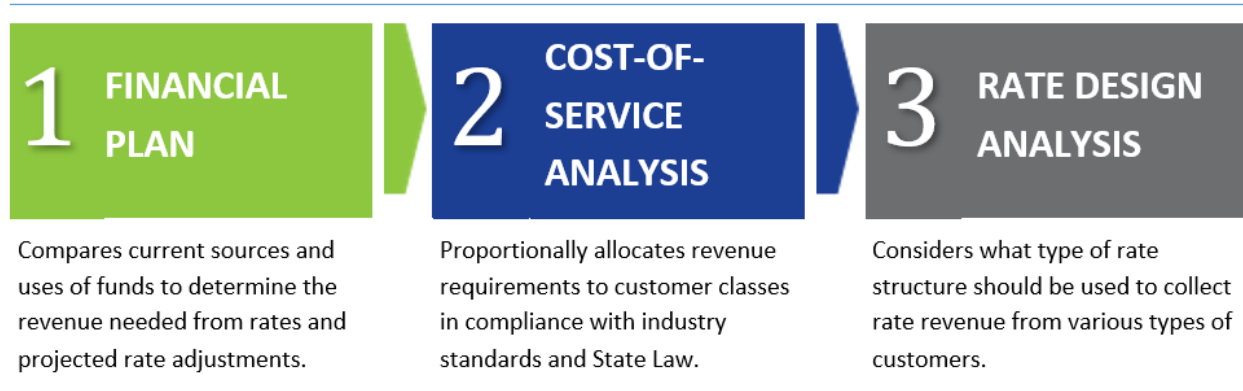 1
FINANCIAL
PLAN
Compares current sources and
uses of funds to determine the
revenue needed from rates and
projected rate adjustments.
2
COST-OF-
SERVICE
ANALYSIS
Proportionally allocates revenue
requirements to customer classes
in compliance with industry
standards and State Law.
3
RATE DESIGN
ANALYSIS
Considers what type of rate
structure should be used to collect
rate revenue from various types of
customers.